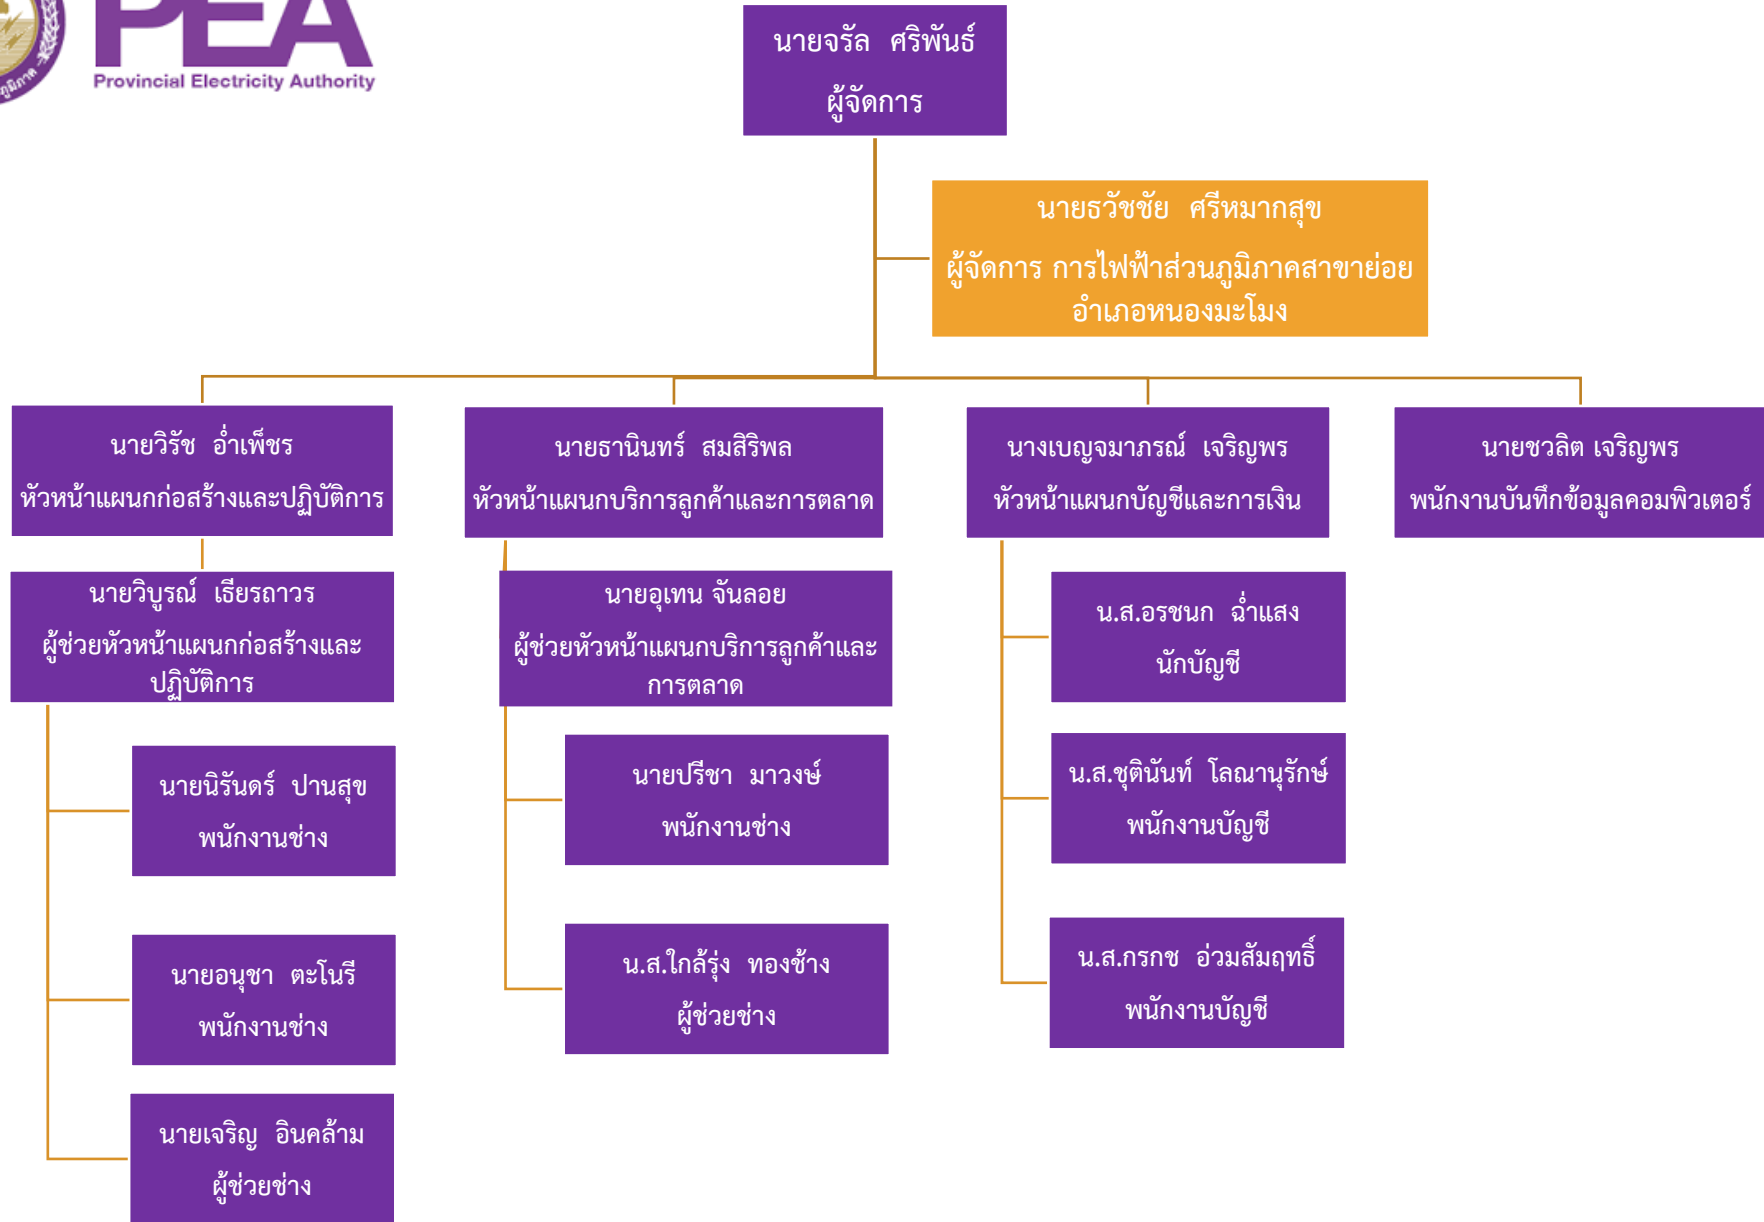 PEA
Provincial Electricity Authority
ภูมิภาค
นายจรัล ศริพันธ์
ผู้จัดการ
นายธวัชชัย ศรีหมากสุข
ผู้จัดการ การไฟฟ้าส่วนภูมิภาคสาขาย่อย
อำเภอหนองมะโมง
นายวิรัช อ่ำเพ็ชร
หัวหน้าแผนกก่อสร้างและปฏิบัติการ
นายธานินทร์ สมสิริพล
หัวหน้าแผนกบริการลูกค้าและการตลาด
นางเบญจมาภรณ์ เจริญพร
หัวหน้าแผนกบัญชีและการเงิน
นายชวลิต เจริญพร
พนักงานบันทึกข้อมูลคอมพิวเตอร์
นายวิบูรณ์ เธียรถาวร
ผู้ช่วยหัวหน้าแผนกก่อสร้างและ
ปฏิบัติการ
นายอุเทน จันลอย
ผู้ช่วยหัวหน้าแผนกบริการลูกค้าและ
การตลาด
น.ส.อรชนก ฉ่ำแสง
นักบัญชี
นายนิรันดร์ ปานสุข
พนักงานช่าง
นายปรีชา มาวงษ์
พนักงานช่าง
น.ส.ชุตินันท์ โลณานุรักษ์
พนักงานบัญชี
นายอนุชา ตะโนรี
พนักงานช่าง
น.ส.ใกล้รุ่ง ทองช้าง
ผู้ช่วยช่าง
น.ส.กรกช อ่วมสัมฤทธิ์
พนักงานบัญชี
นายเจริญ อินคล้าม
ผู้ช่วยช่าง